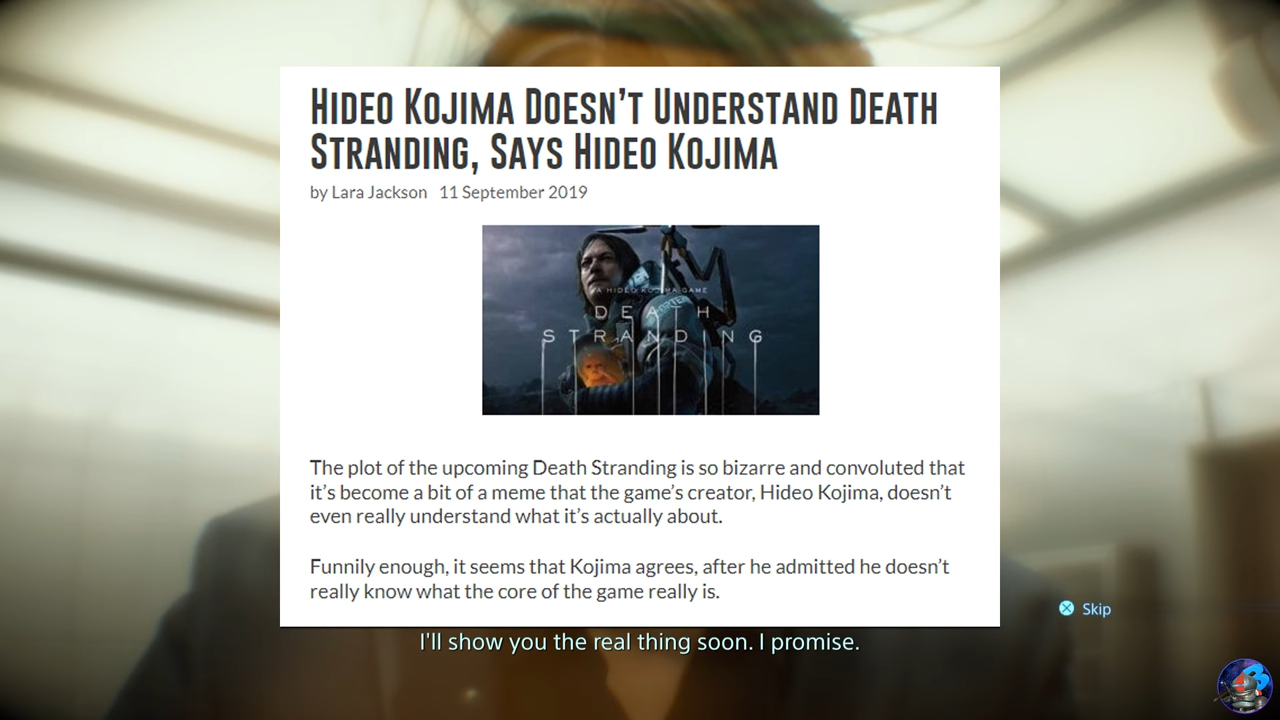 HIDEO KOJIMA DOESN'T UNDERSTAND DEATH
STRANDING, SAYS HIDEO KOJIMA
by Lara Jackson 11 September 2019
A HIDEO KOJIMA GAME
DEATH
STRANDING
The plot of the upcoming Death Stranding is so bizarre and convoluted that
it's become a bit of a meme that the game's creator, Hideo Kojima, doesn't
even really understand what it's actually about.
Funnily enough, it seems that Kojima agrees, after he admitted he doesn't
really know what the core of the game really is.
Skip
I'll show you the real thing soon. I promise.